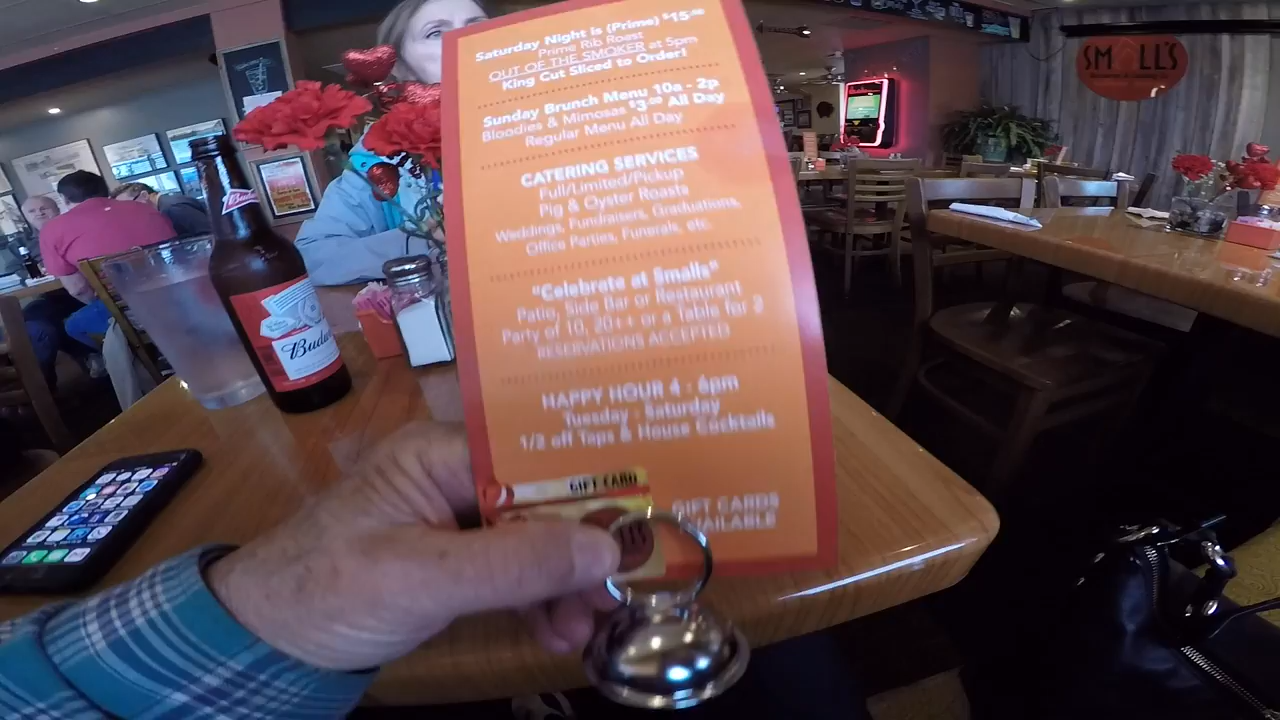 Saturday Night is (Prime) $15.00
Prime Rib Roast
OUT OF THE SMOKER at 5pm
King Cut Sliced to Order!
Sunday Brunch Menu 10a - 2p
Bloodies & Mimosas $3.00 All Day
Regular Menu All Day
CATERING SERVICES
Full/Limited/Pickup
Pig & Oyster Roasts
Weddings, Fundraisers, Graduations,
Office Parties, Funerals, etc.
"Celebrate at Smalls"
Patio, Side Bar or Restaurant
Party of 10, 20++ or a Table for 2
RESERVATIONS ACCEPTED
HAPPY HOUR 4 - 6pm
Tuesday - Saturday
1/2 off Taps & House Cocktails
GIFT CARD
GIFT CARDS
AVAILABLE
SMALL'S